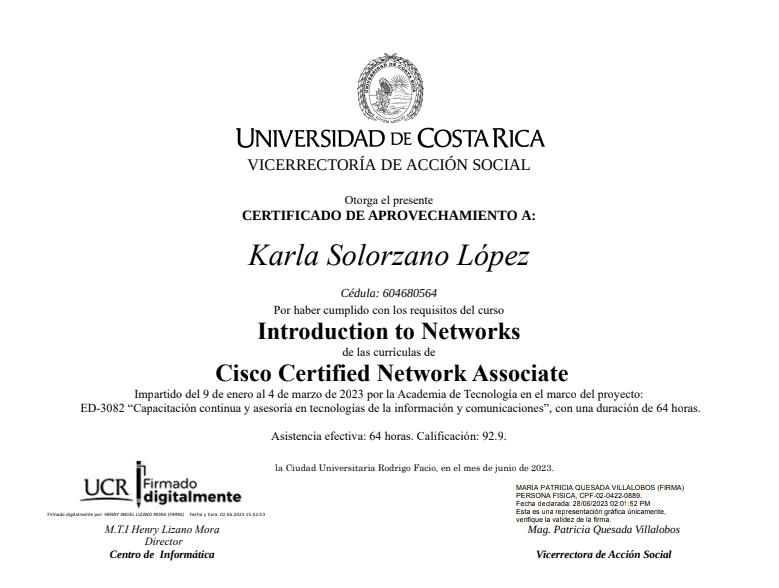 UNIVERSIDAD DE COSTA RICA
VICERRECTORÍA DE ACCIÓN SOCIAL
Otorga el presente
CERTIFICADO DE APROVECHAMIENTO A:
Karla Solorzano López
Cédula: 604680564
Por haber cumplido con los requisitos del curso
Introduction to Networks
de las currículas de
Cisco Certified Network Associate
Impartido del 9 de enero al 4 de marzo de 2023 por la Academia de Tecnología en el marco del proyecto:
ED-3082 “Capacitación continua y asesoría en tecnologías de la información y comunicaciones”, con una duración de 64 horas.
Asistencia efectiva: 64 horas. Calificación: 92.9.
la Ciudad Universitaria Rodrigo Facio, en el mes de junio de 2023.
UCR Firmado
digitalmente
Firmado digitalmente por: HENRY ANGEL LIZANO MORA (FIRMA) Fecha y hora: 02.06.2023 15:52:53
M.T.I Henry Lizano Mora
Director
Centro de Informática
MARIA PATRICIA QUESADA VILLALOBOS (FIRMA)
PERSONA FISICA, CPF-02-0422-0889.
Fecha declarada: 28/06/2023 02:01:52 PM
Esta es una representación gráfica únicamente,
verifique la validez de la firma.
Mag. Patricia Quesada Villalobos
Vicerrectora de Acción Social